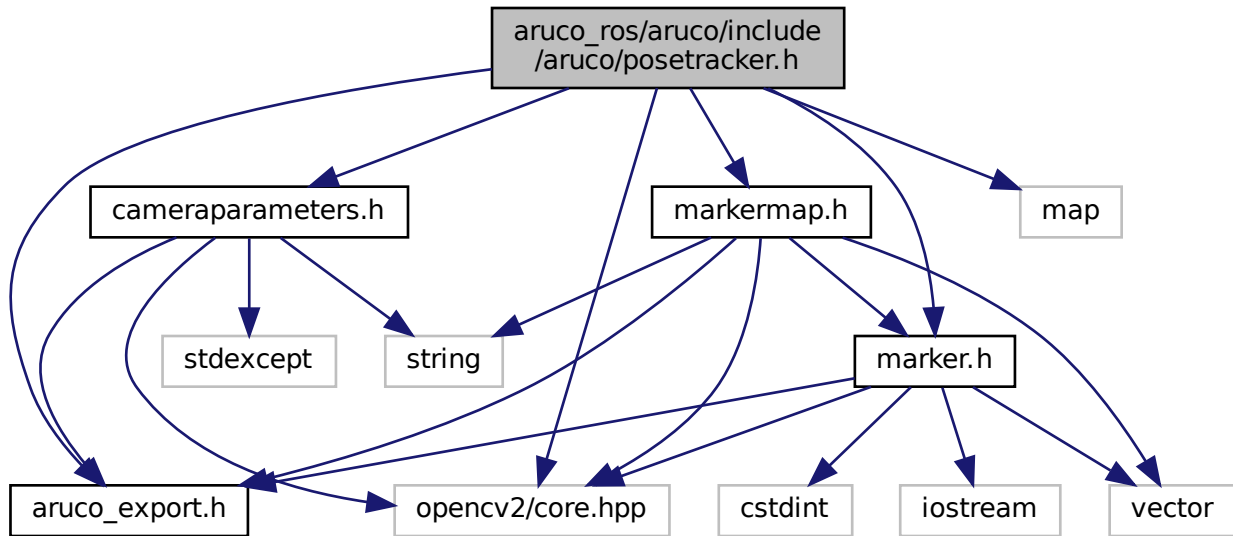 aruco_ros/aruco/include
/aruco/posetracker.h
cameraparameters.h
markermap.h
map
stdexcept
string
marker.h
aruco_export.h
opencv2/core.hpp
cstdint
iostream
vector